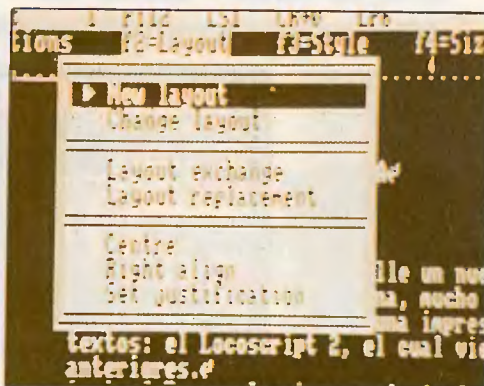 tions f2=Layout f3=Style f4=Siz
New layout
Change layout
Layout exchange
Layout replacement
Centre
Right align
Set justification
lle un nue
na, mucho
una impres
textos: el Locoscript 2, el cual vie
anteriores.